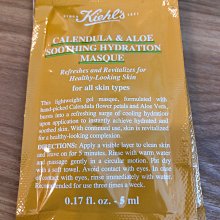 SINCE Kiehl's 1851
CALENDULA & ALOE
SOOTHING HYDRATION
MASQUE
Refreshes and Revitalizes for
Healthy-Looking Skin
for all skin types
This lightweight gel masque, formulated with
hand-picked Calendula flower petals and Aloe Vera,
bursts into a refreshing surge of cooling hydration
upon application to instantly achieve hydrated and
soothed skin. With continued use, skin is revitalized
for a healthy-looking complexion.
DIRECTIONS: Apply a visible layer to clean skin
and leave on for 5 minutes. Rinse with warm water
and massage gently in a circular motion. Pat dry
with a soft towel. Avoid contact with eyes. In case
of contact with eyes, rinse immediately with water.
Recommended for use three times a week.
0.17 fl. oz. - 5 ml